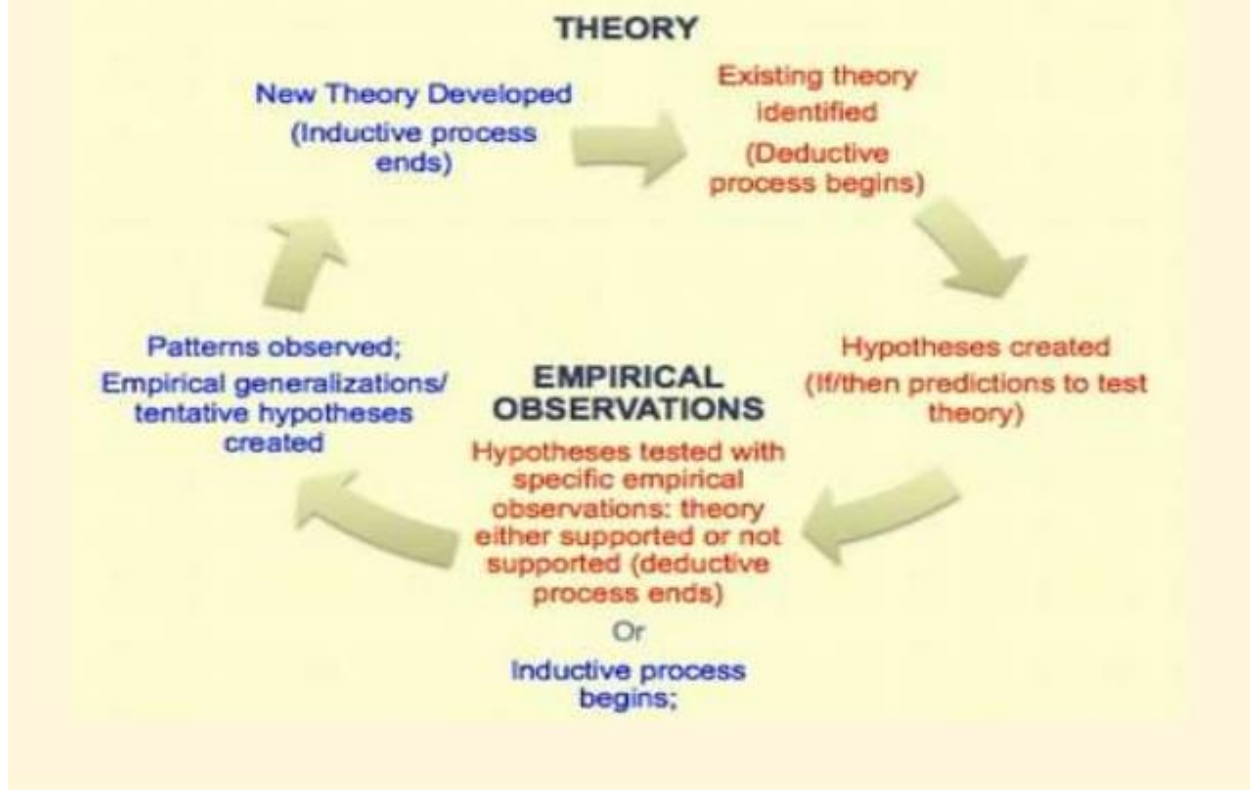 THEORY
New Theory Developed
(Inductive process
ends)
Existing theory
identified
(Deductive
process begins)
Hypotheses created
(If/then predictions to test
theory)
EMPIRICAL
OBSERVATIONS
Hypotheses tested with
specific empirical
observations: theory
either supported or not
supported (deductive
process ends)
Or
Inductive process
begins;
Patterns observed;
Empirical generalizations/
tentative hypotheses
created